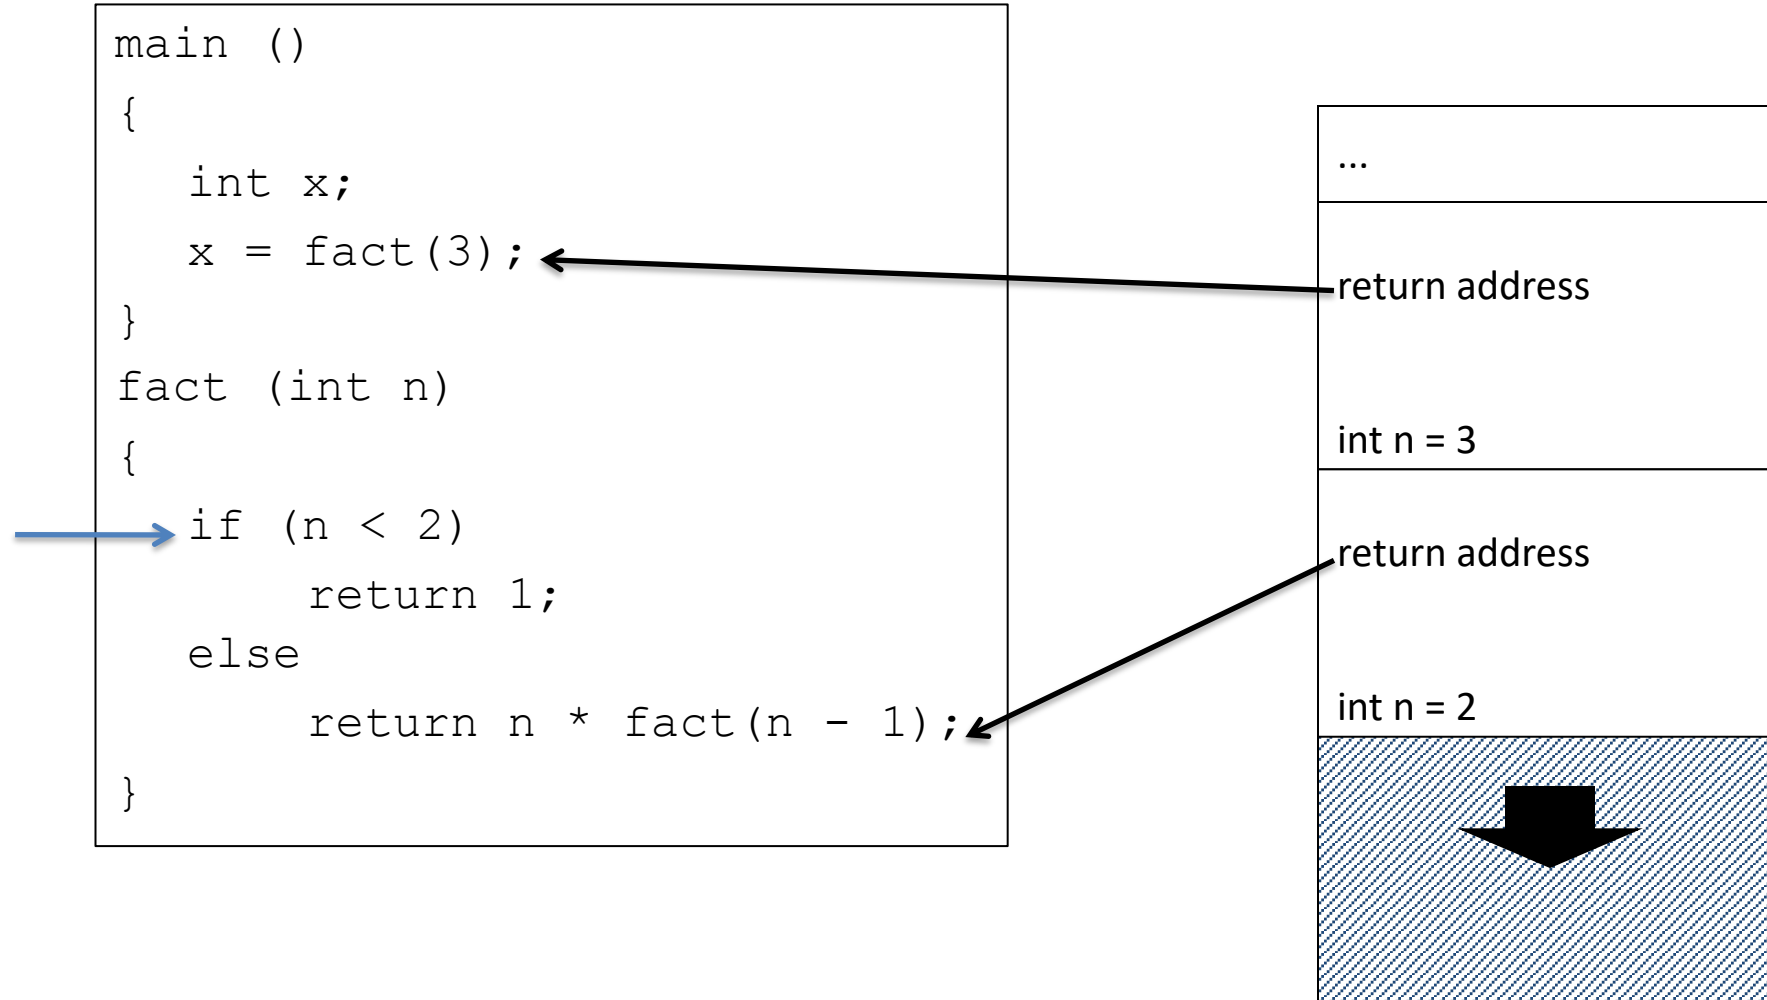 main ()
{
int x;
x = fact(3);
}
fact (int n)
{
if (n < 2)
return 1;
else
return n * fact(n - 1);
}
...
return address
int n = 3
return address
int n = 2